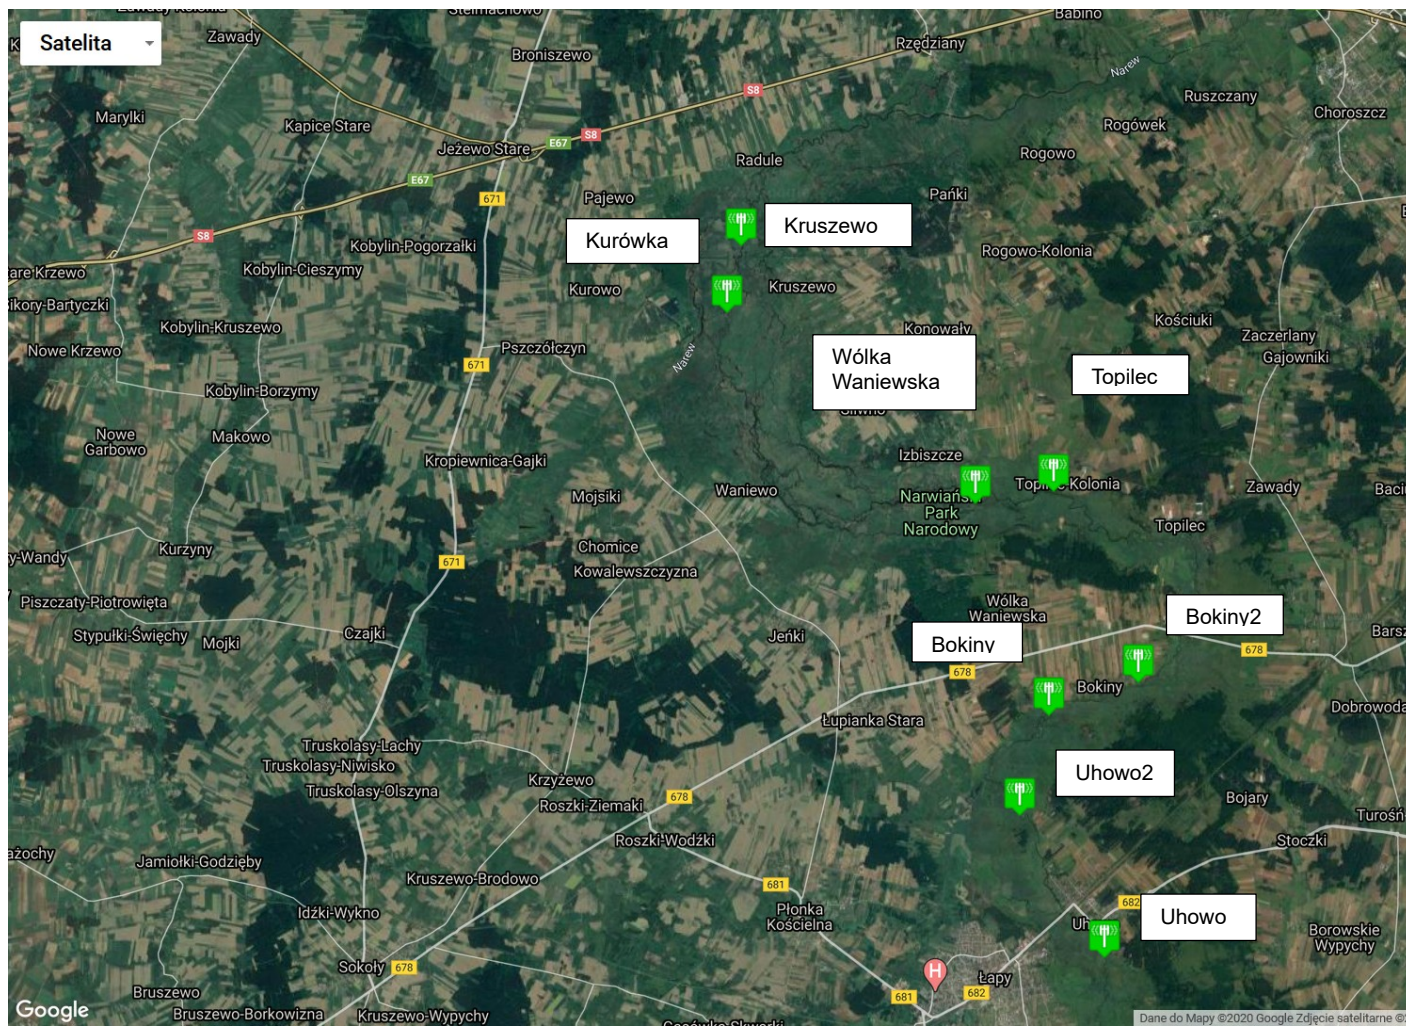 Zawady
Broniszewo
Babino
Rzędziany
Satelita
Narew
Ruszczany
Choroszcz
Marylki
Kapice Stare
S8
Rogówek
Jeżewo Stare
E67
S8
Radule
Rogowo
E67
671
Pajewo
Pańki
Kurówka
Kruszewo
S8
Kobylin-Pogorzałki
Rogowo-Kolonia
Kobylin-Cieszymy
Kurowo
Kruszewo
Kobylin-Kruszewo
Konowały
Kościuki
Zaczerlany
Nowe Krzewo
Pszczółczyn
Gajowniki
671
Narew
Wólka
Waniewska
Topilec
Kobylin-Borzymy
Nowe
Garbowo
Makowo
Kropiewnica-Gajki
Izbiszcze
Mojsiki
Waniewo
Narwiański
Park
Narodowy
Kolonia
Zawady
Topilec
Kurzyny
671
Chomice
Kowalewszczyzna
Piszczaty-Piotrowięta
Stypułki-Święchy
Mojki
Czajki
Jeńki
Wólka
Waniewska
Bokiny
Bokiny2
678
678
Bokiny
Łupianka Stara
Truskolasy-Lachy
Truskolasy-Niwisko
Truskolasy-Olszyna
Krzyżewo
Roszki-Ziemaki
678
Uhowo2
Bojary
Roszki-Wodźki
Stoczki
Jamiołki-Godzięby
Kruszewo-Brodowo
681
Idźki-Wykno
Płonka
Kościelna
682
Uhowo
Borowskie
Wypychy
Sokoły
678
H
Łapy
Bruszewo
681
682
Google
Bruszewo-Borkowizna
Kruszewo-Wypychy
Dane do Mapy ©2020 Google Zdjęcie satelitarne ©